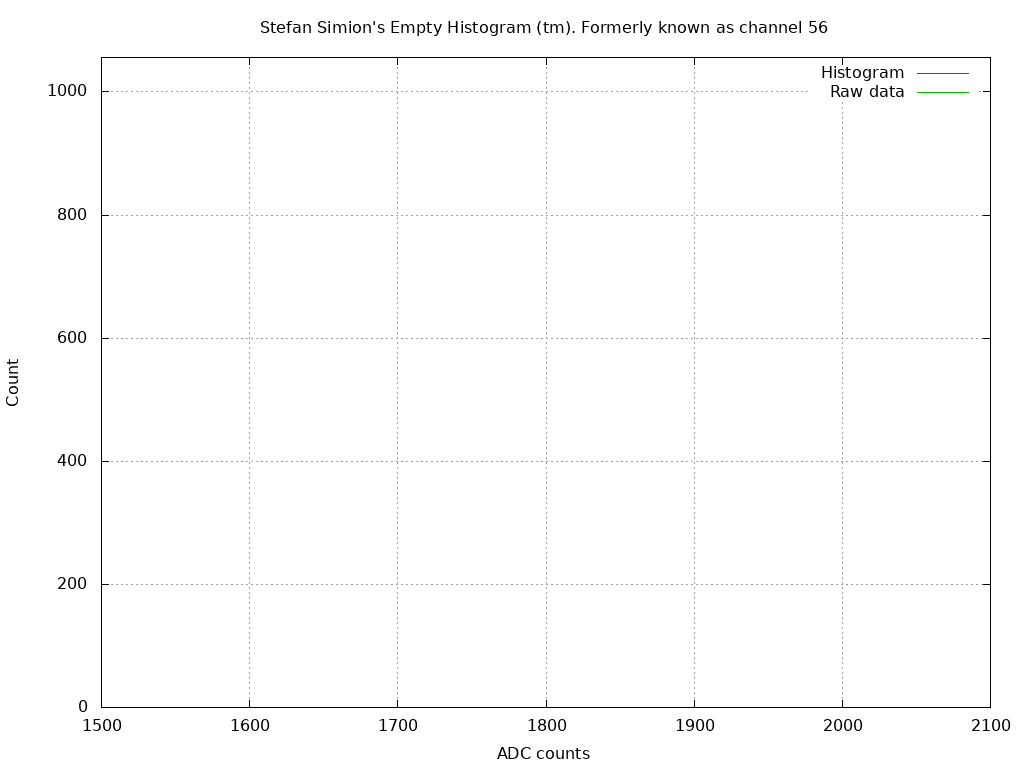 Stefan Simion's Empty Histogram (tm). Formerly known as channel 56
Histogram
Raw data
1000
800
600
400
200
0
Count
1500 1600 1700 1800 1900 2000 2100
ADC counts